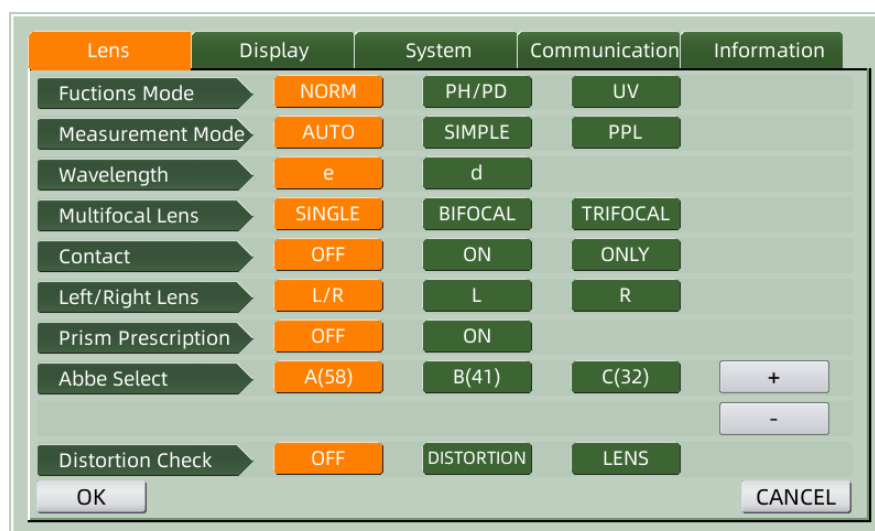 Lens Display System Communication Information
Fuctions Mode NORM PH/PD UV
Measurement Mode AUTO SIMPLE PPL
Wavelength e d
Multifocal Lens SINGLE BIFOCAL TRIFOCAL
Contact OFF ON ONLY
Left/Right Lens L/R L R
Prism Prescription OFF ON
Abbe Select A(58) B(41) C(32) +
-
Distortion Check OFF DISTORTION LENS
OK CANCEL